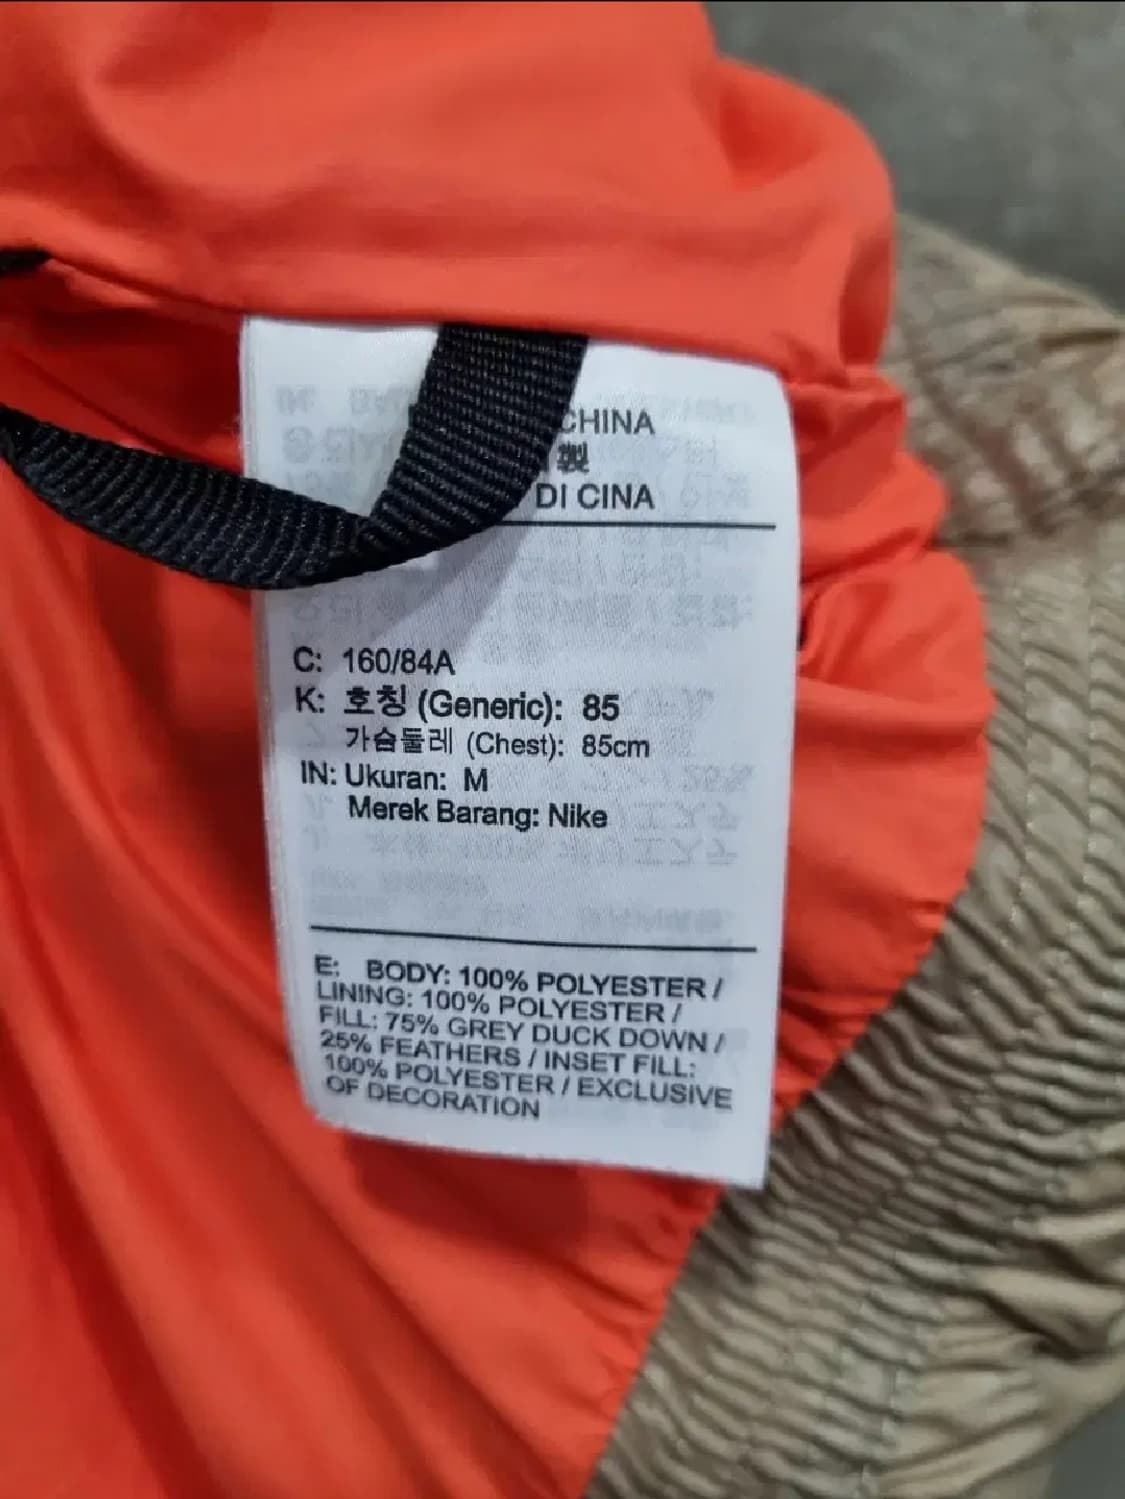 CHINA
製
DI CINA
C: 160/84A
K: 호칭 (Generic): 85
가슴둘레 (Chest): 85cm
IN: Ukuran: M
Merek Barang: Nike
E: BODY: 100% POLYESTER /
LINING: 100% POLYESTER /
FILL: 75% GREY DUCK DOWN /
25% FEATHERS / INSET FILL:
100% POLYESTER / EXCLUSIVE
OF DECORATION